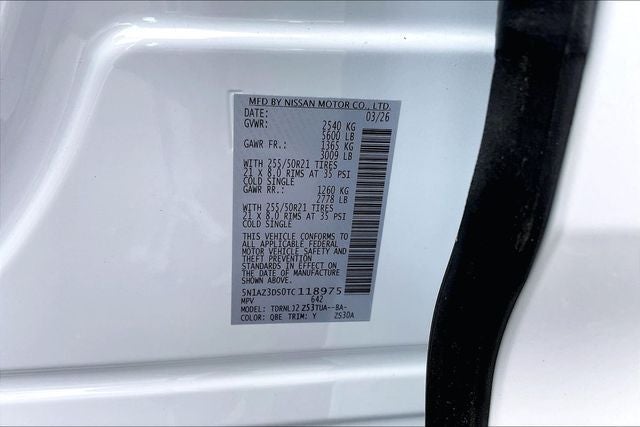 MFD BY NISSAN MOTOR CO., LTD.
DATE: 03/26
GVWR: 2540 KG
5600 LB
GAWR FR.: 1365 KG
3009 LB
WITH 255/50R21 TIRES
21 X 8.0 RIMS AT 35 PSI
COLD SINGLE
GAWR RR.: 1260 KG
2778 LB
WITH 255/50R21 TIRES
21 X 8.0 RIMS AT 35 PSI
COLD SINGLE
THIS VEHICLE CONFORMS TO
ALL APPLICABLE FEDERAL
MOTOR VEHICLE SAFETY AND
THEFT PREVENTION
STANDARDS IN EFFECT ON
THE DATE OF MANUFACTURE
SHOWN ABOVE.
5N1AZ3DS0TC118975
MPV 642
MODEL: TDRNLJ2 Z53TUA--BA-
COLOR: QBE TRIM: Y Z530A